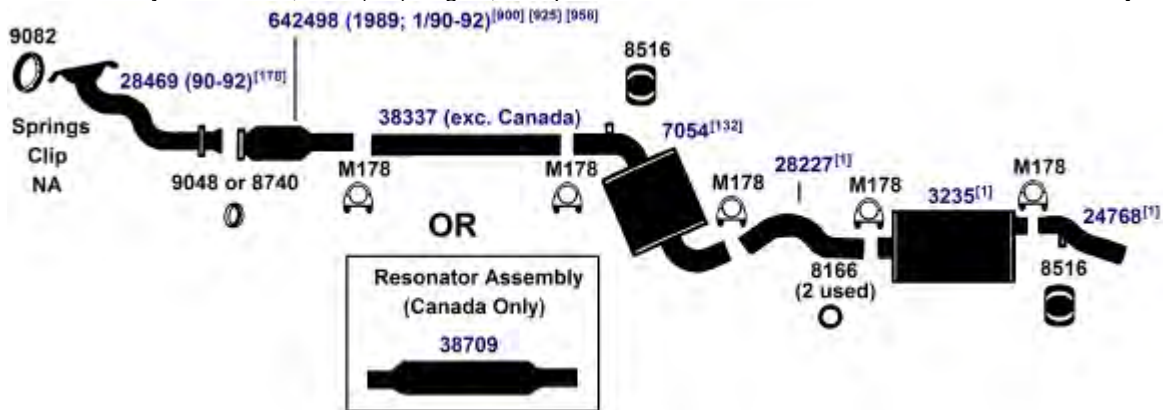 642498 (1989; 1/90-92)[900] [925] [958]
9082
28469 (90-92)[178]
Springs
Clip
NA
9048 or 8740
38337 (exc. Canada)
M178
M178
8516
7054[132]
M178
28227[1]
M178
3235[1]
M178
24768[1]
8166
(2 used)
8516
OR
Resonator Assembly
(Canada Only)
38709